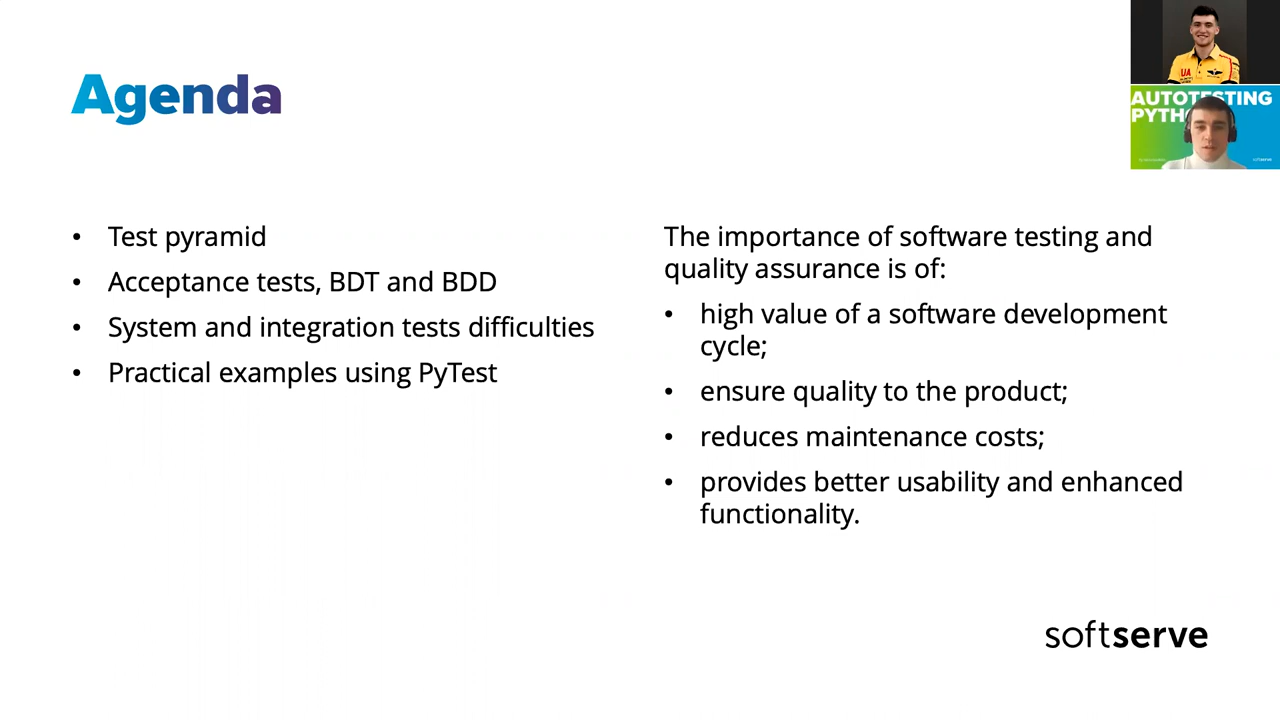 Agenda
• Test pyramid
• Acceptance tests, BDT and BDD
• System and integration tests difficulties
• Practical examples using PyTest
The importance of software testing and
quality assurance is of:
• high value of a software development
cycle;
• ensure quality to the product;
• reduces maintenance costs;
• provides better usability and enhanced
functionality.
softserve
UA
AUTOTESTING
softserve